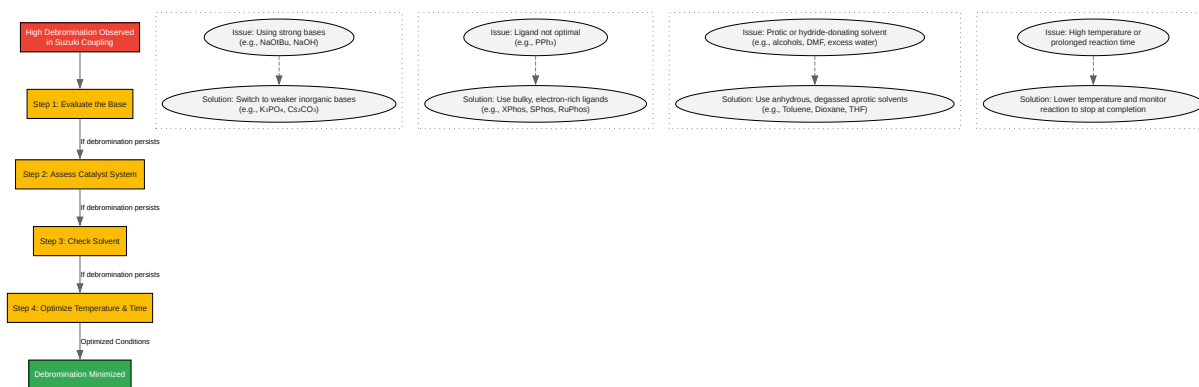 High Debromination Observed
in Suzuki Coupling
Step 1: Evaluate the Base
If debromination persists
Step 2: Assess Catalyst System
If debromination persists
Step 3: Check Solvent
If debromination persists
Step 4: Optimize Temperature & Time
Optimized Conditions
Debromination Minimized
Issue: Using strong bases
(e.g., NaOtBu, NaOH)
Solution: Switch to weaker inorganic bases
(e.g., K₃PO₄, Cs₂CO₃)
Issue: Ligand not optimal
(e.g., PPh₃)
Solution: Use bulky, electron-rich ligands
(e.g., XPhos, SPhos, RuPhos)
Issue: Protic or hydride-donating solvent
(e.g., alcohols, DMF, excess water)
Solution: Use anhydrous, degassed aprotic solvents
(e.g., Toluene, Dioxane, THF)
Issue: High temperature or
prolonged reaction time
Solution: Lower temperature and monitor
reaction to stop at completion